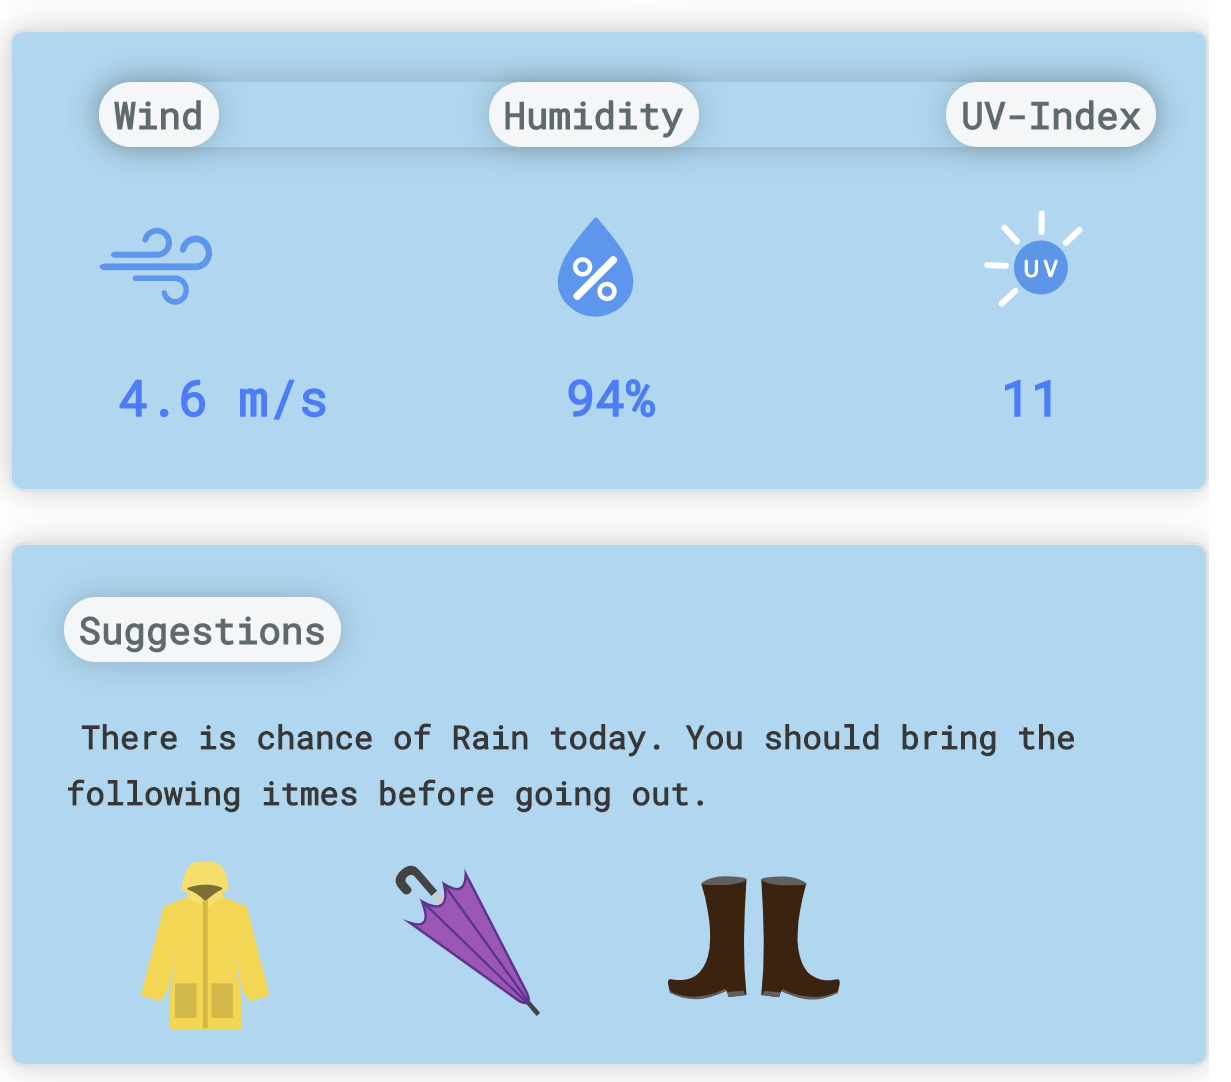 Wind Humidity UV-Index
UV
4.6 m/s 94% 11
Suggestions
There is chance of Rain today. You should bring the
following itmes before going out.